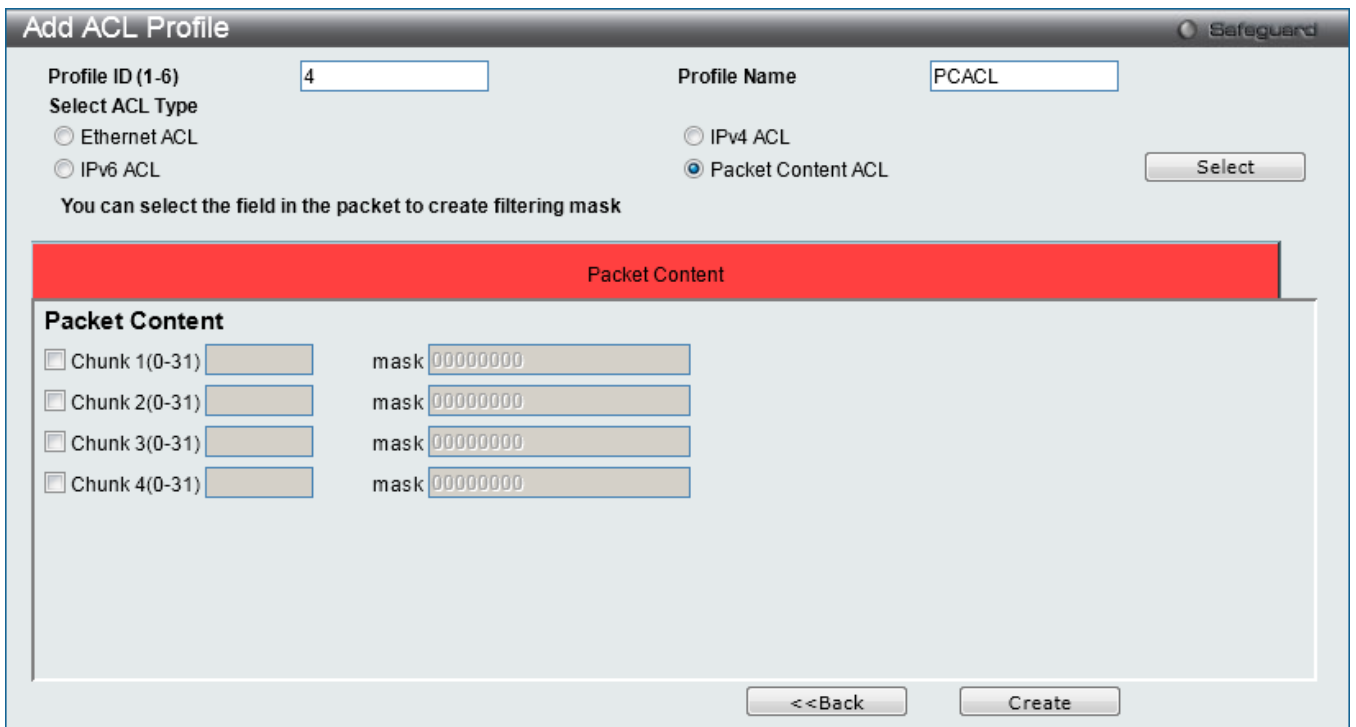 Add ACL Profile Safeguard
Profile ID (1-6) 4 Profile Name PCACL
Select ACL Type
Ethernet ACL IPv4 ACL
IPv6 ACL Packet Content ACL Select
You can select the field in the packet to create filtering mask
Packet Content
Packet Content
Chunk 1(0-31) mask 00000000
Chunk 2(0-31) mask 00000000
Chunk 3(0-31) mask 00000000
Chunk 4(0-31) mask 00000000
<<Back Create